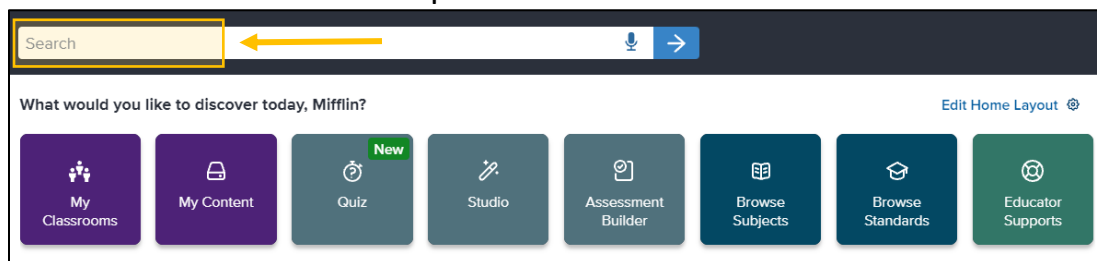 Search
What would you like to discover today, Mifflin?
Edit Home Layout
New
My
Classrooms
My Content
Quiz
Studio
Assessment
Builder
Browse
Subjects
Browse
Standards
Educator
Supports